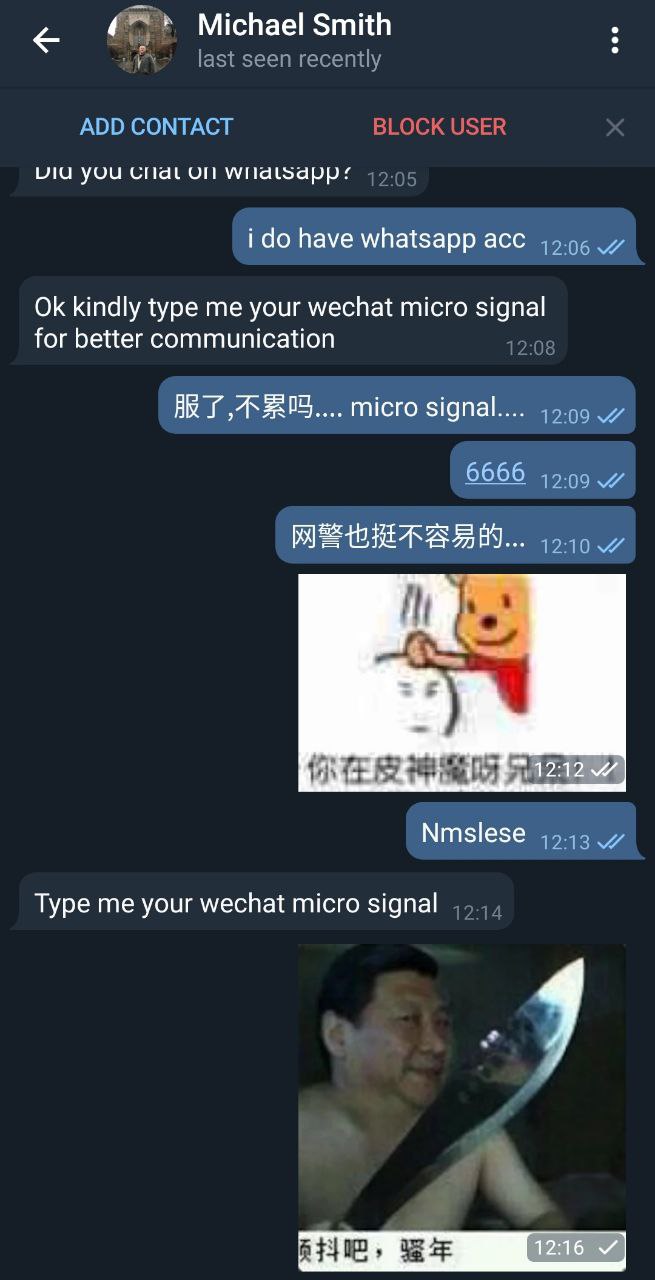 Michael Smith
last seen recently
ADD CONTACT
BLOCK USER
Did you chat on whatsapp? 12:05
i do have whatsapp acc 12:06
Ok kindly type me your wechat micro signal
for better communication 12:08
服了,不累吗.... micro signal.... 12:09
6666 12:09
网警也挺不容易的... 12:10
你在皮神魔呀兄 12:12
Nmslese 12:13
Type me your wechat micro signal 12:14
颤抖吧，骚年 12:16